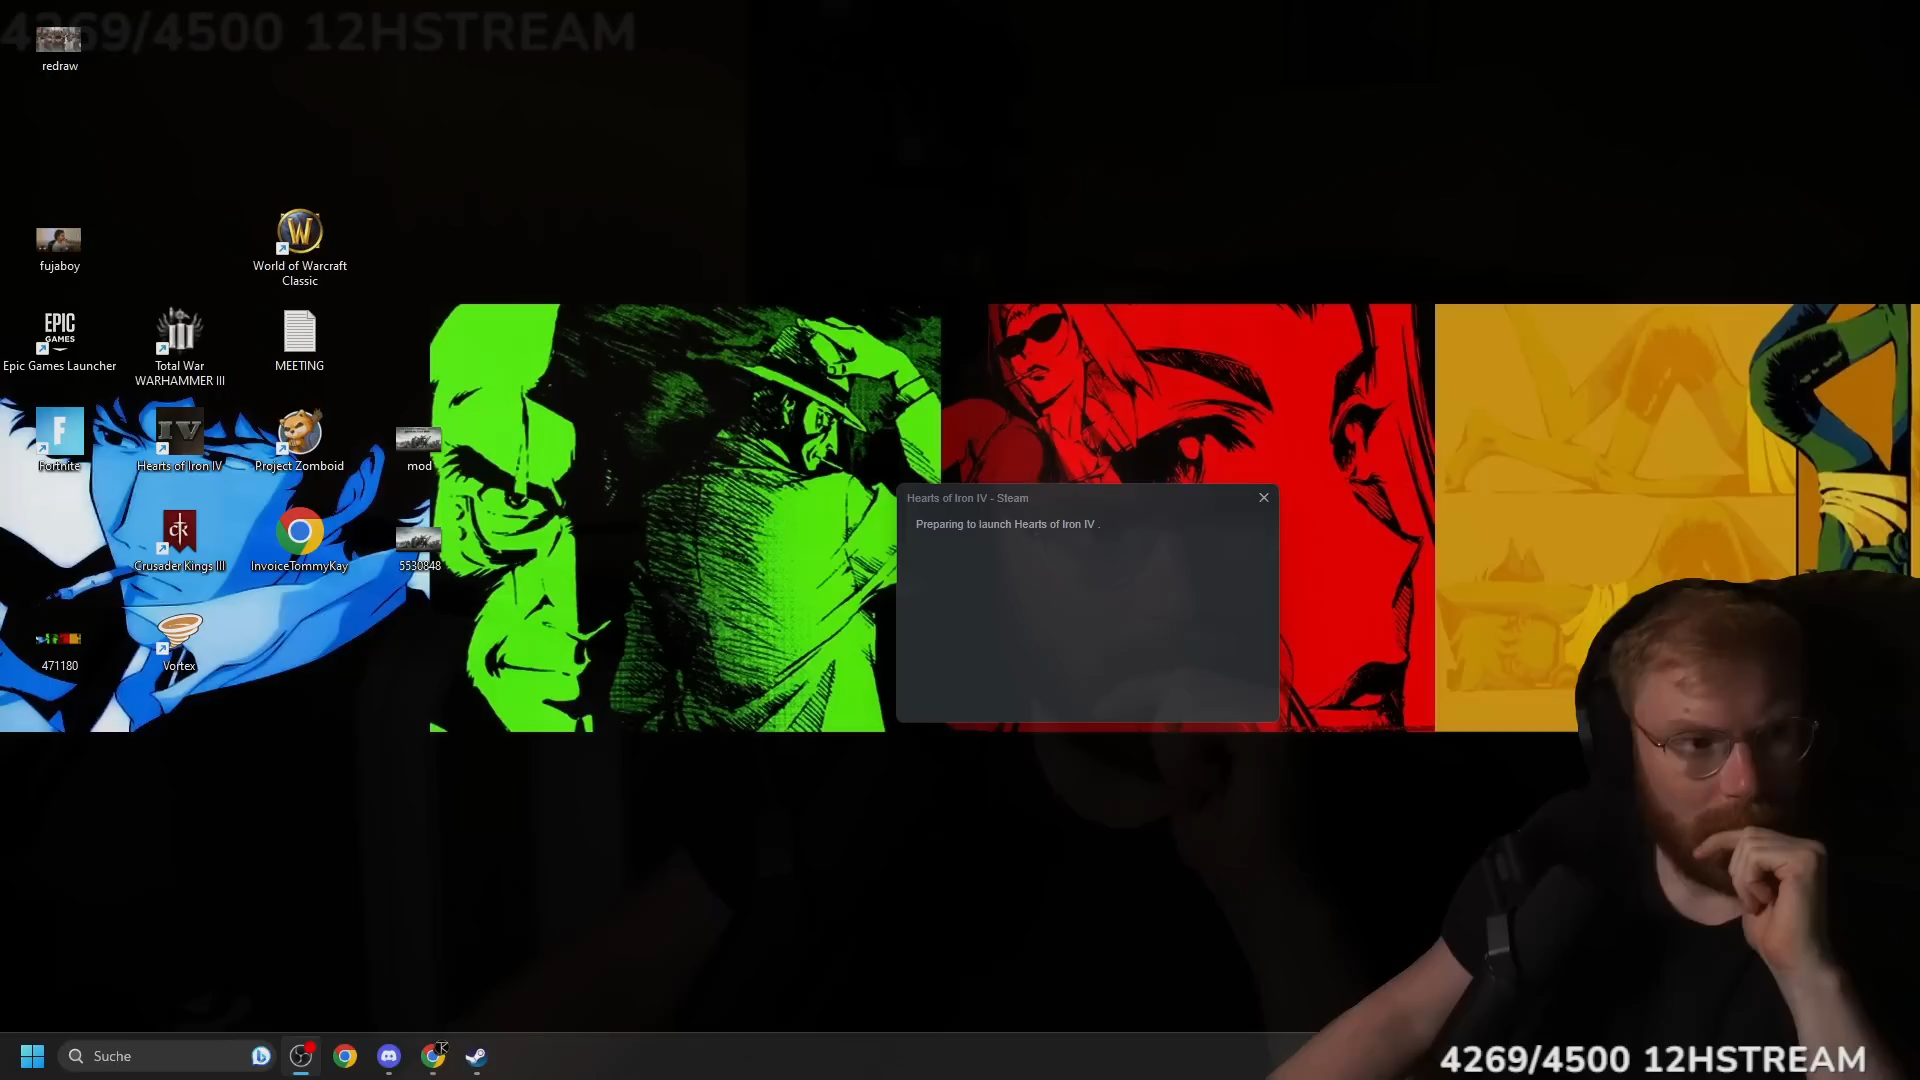 4269/4500 12HSTREAM
redraw
fujaboy
World of Warcraft
Classic
EPIC
GAMES
Epic Games Launcher
Total War
WARHAMMER III
MEETING
Fortnite
IV
Hearts of Iron IV
Project Zomboid
mod
ck
Crusader Kings III
InvoiceTommyKay
5530848
471180
Vortex
Hearts of Iron IV - Steam
Preparing to launch Hearts of Iron IV .
Suche
4269/4500 12HSTREAM